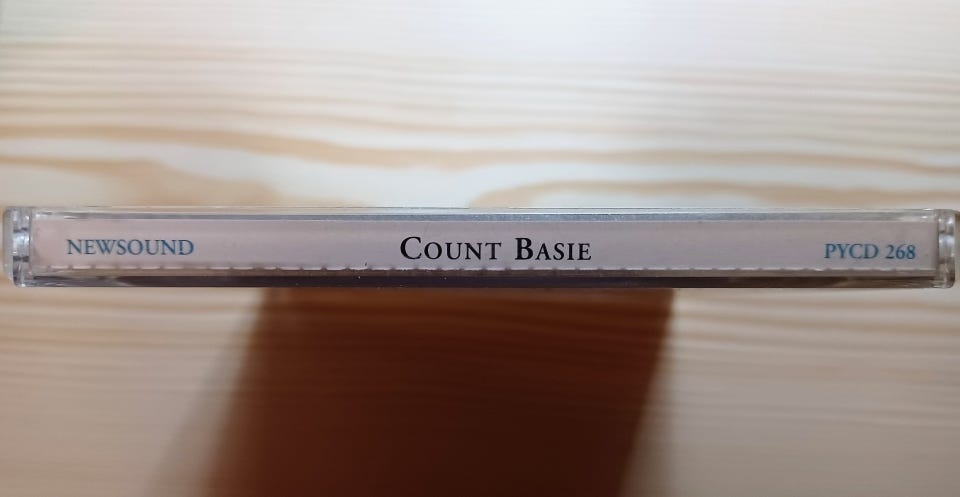 NEWSOUND COUNT BASIE PYCD 268